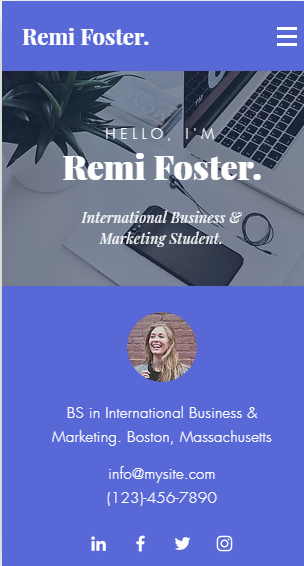 Remi Foster.
HELLO, I'M
Remi Foster.
International Business &
Marketing Student.
BS in International Business &
Marketing. Boston, Massachusetts
info@mysite.com
(123)-456-7890
in
f